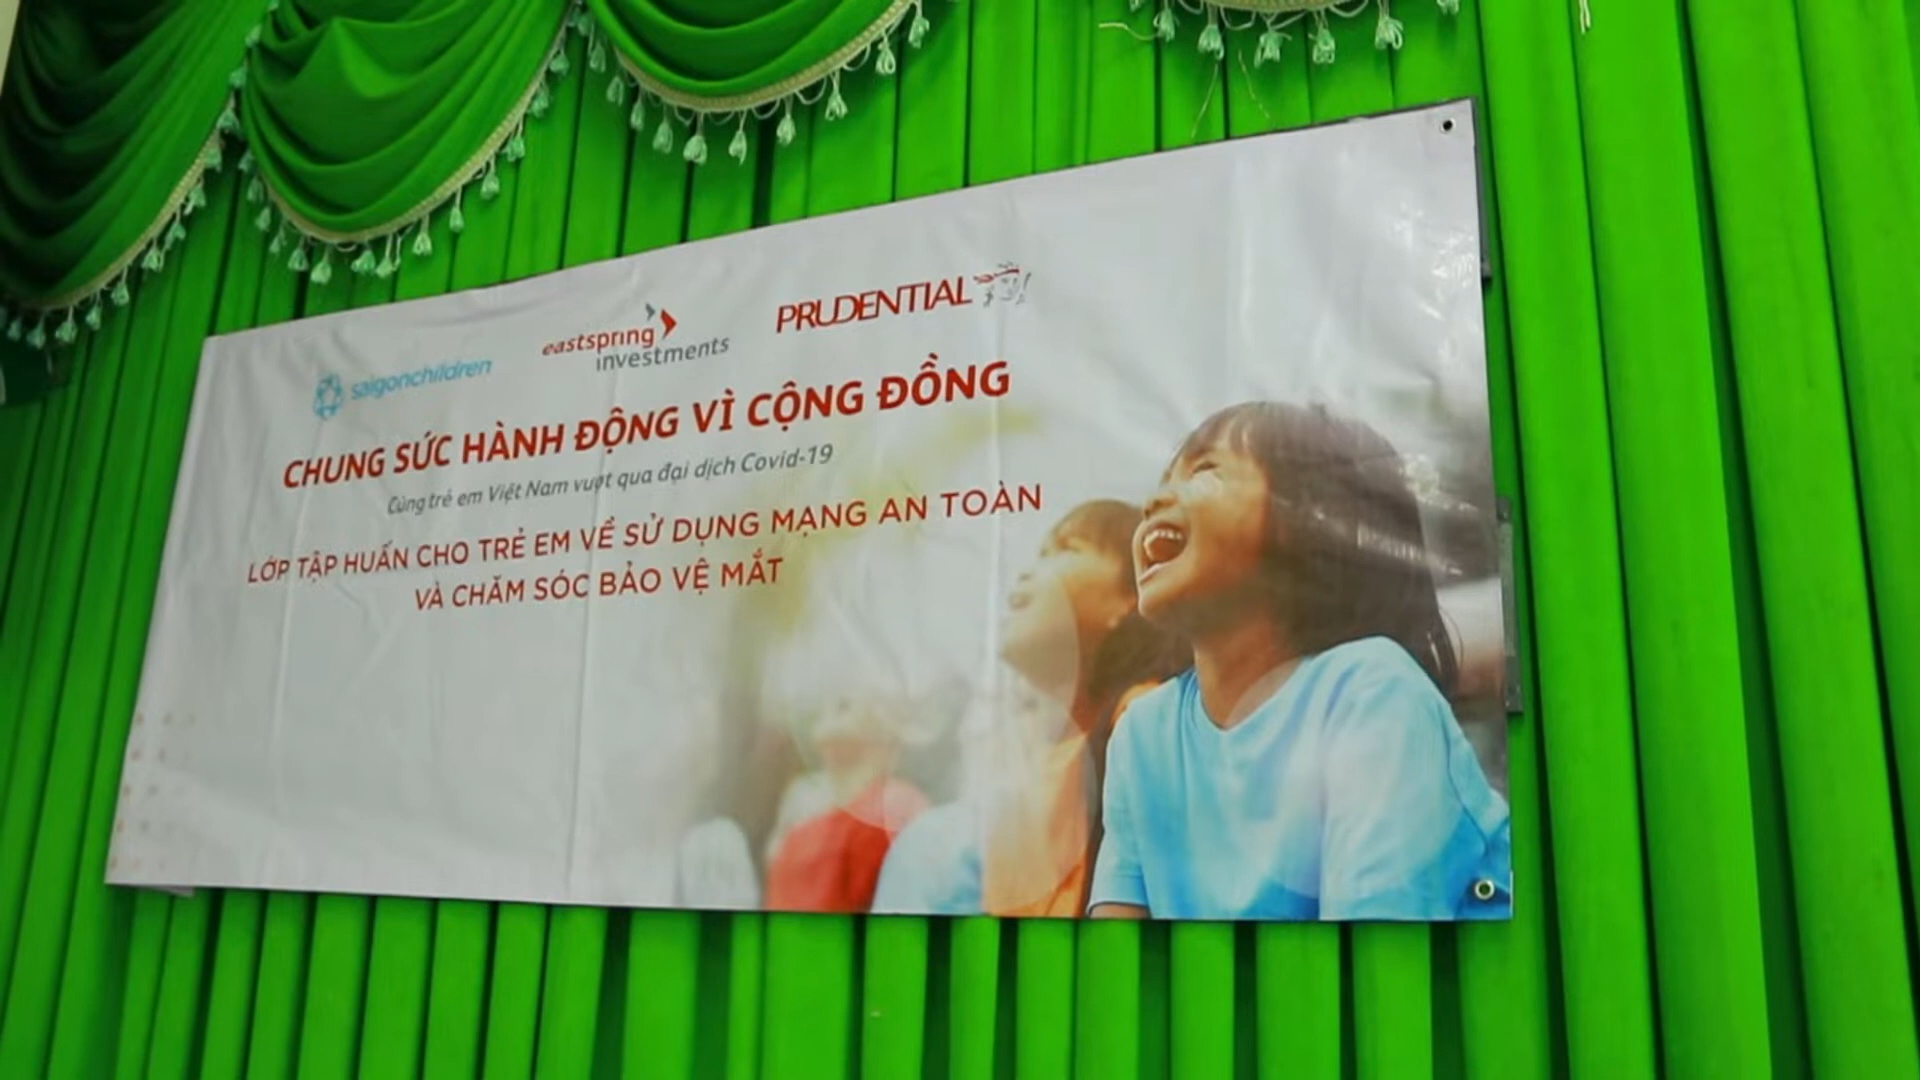 saigonchildren
eastspring
investments
PRUDENTIAL
CHUNG SỨC HÀNH ĐỘNG VÌ CỘNG ĐỒNG
Cùng trẻ em Việt Nam vượt qua đại dịch Covid-19
LỚP TẬP HUẤN CHO TRẺ EM VỀ SỬ DỤNG MẠNG AN TOÀN
VÀ CHĂM SÓC BẢO VỆ MẮT